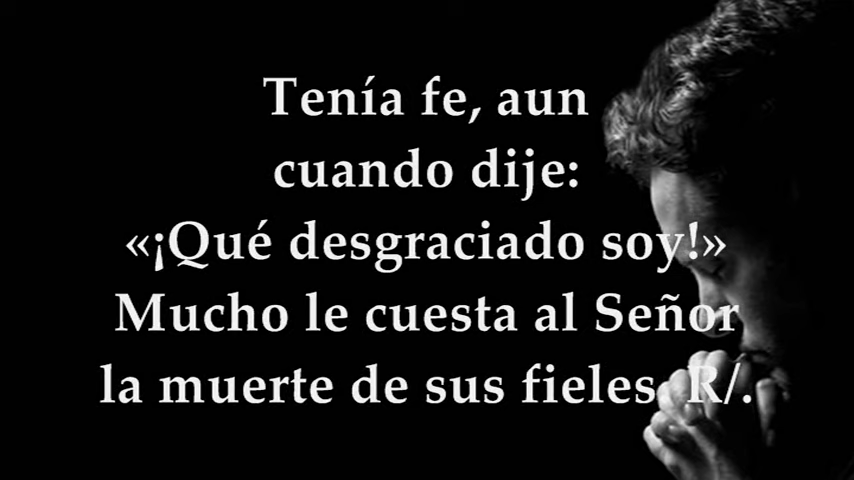 Tenía fe, aun
cuando dije:
«¡Qué desgraciado soy!»
Mucho le cuesta al Señor
la muerte de sus fieles. R/.